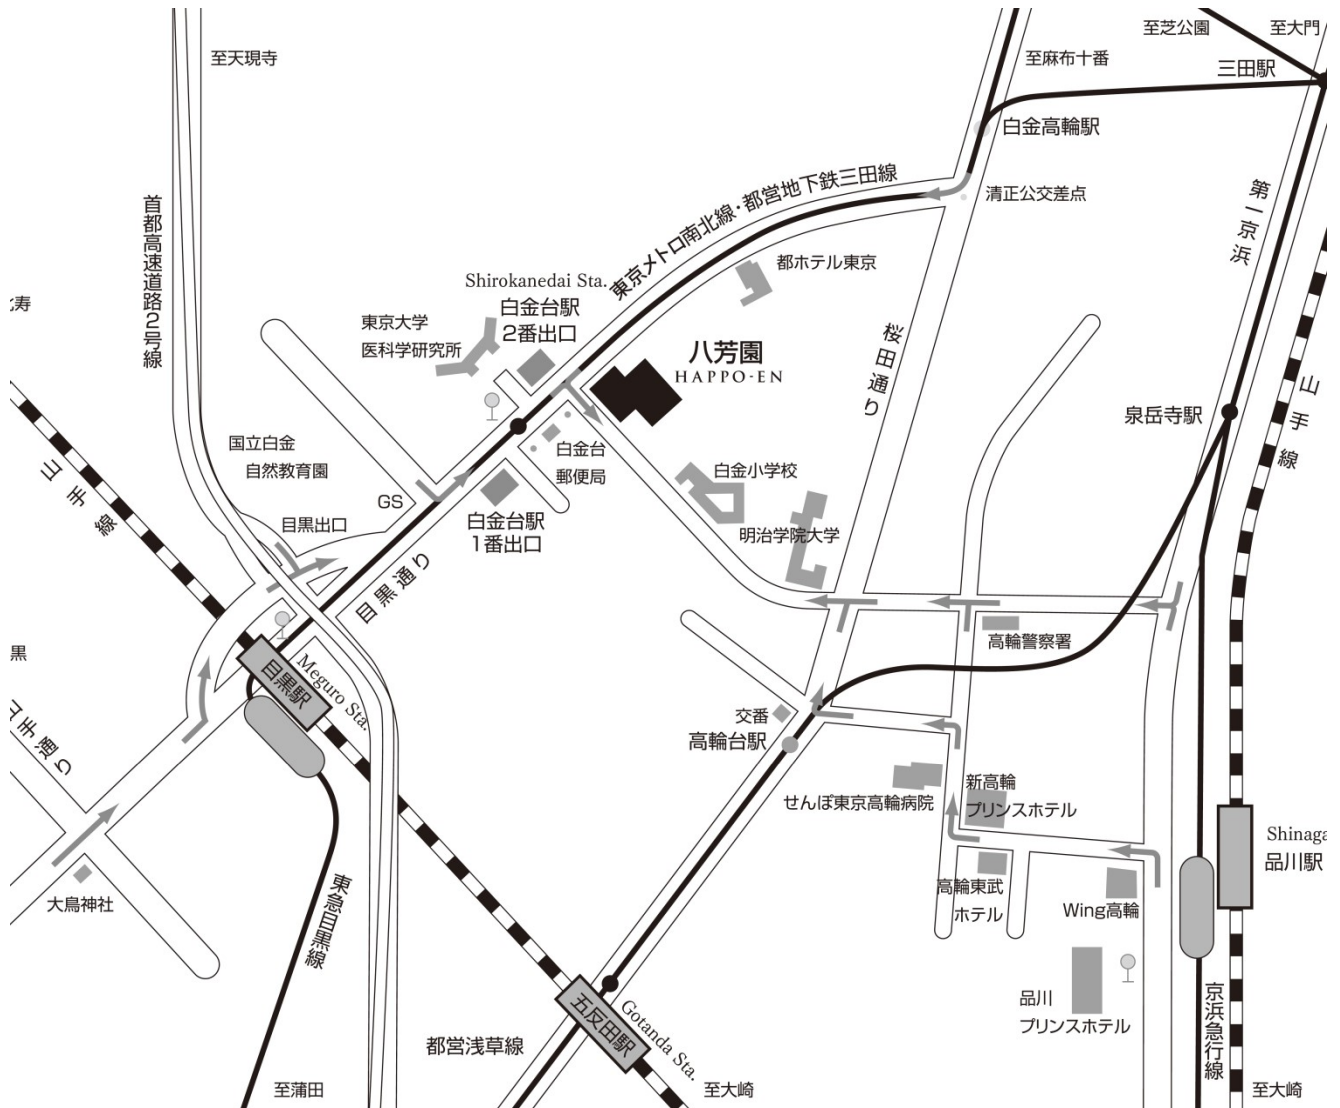 至芝公園
至大門
至天現寺
至麻布十番
三田駅
白金高輪駅
東京メトロ南北線・都営地下鉄三田線
清正公交差点
第一京浜
首都高速道路2号線
都ホテル東京
Shirokanedai Sta.
白金台駅
2番出口
東京大学
医科学研究所
八芳園
HAPPO-EN
桜田通り
山手線
泉岳寺駅
国立白金
自然教育園
山手線
白金台
郵便局
白金小学校
GS
目黒出口
白金台駅
1番出口
明治学院大学
目黒通り
高輪警察署
黒
目黒駅
Meguro Sta.
山手通り
交番
高輪台駅
せんぽ東京高輪病院
新高輪
プリンスホテル
品川駅
大鳥神社
東急目黒線
高輪東武
ホテル
Wing高輪
五反田駅
Gotanda Sta.
品川
プリンスホテル
京浜急行線
都営浅草線
至蒲田
至大崎
至大崎